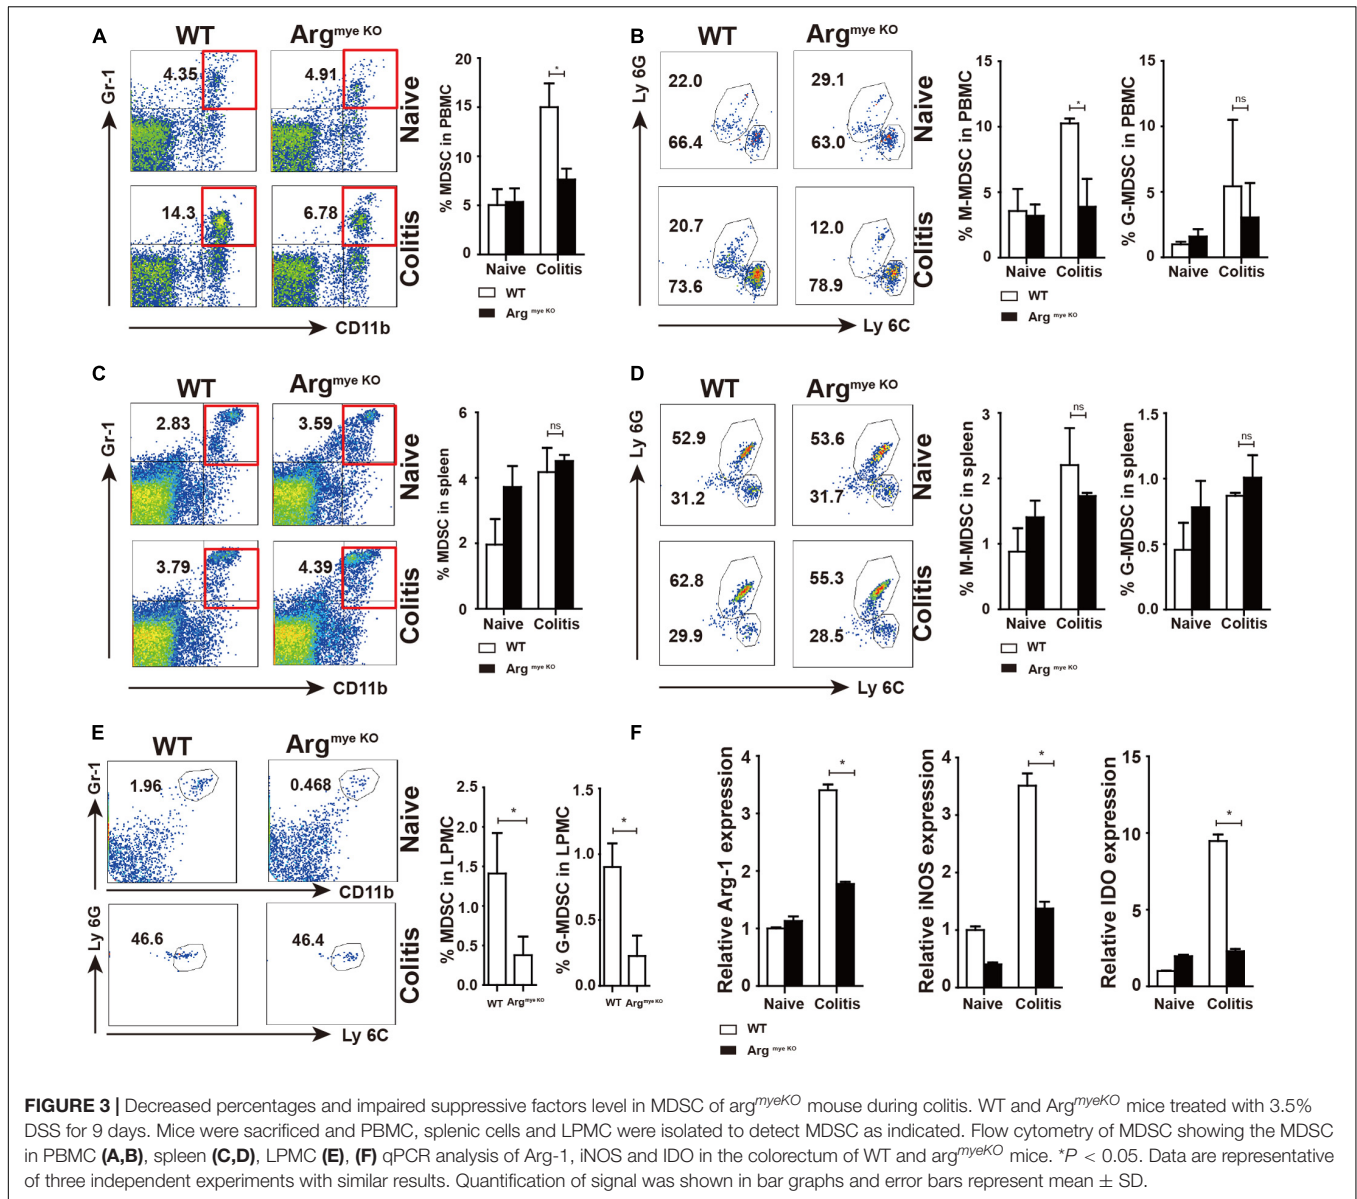 A
WT
Arg^mye KO
Gr-1
4.35
4.91
Naive
14.3
6.78
Colitis
CD11b
% MDSC in PBMC
20
15
10
5
0
*
Naive Colitis
WT
Arg mye KO
B
WT
Arg^mye KO
Ly 6G
22.0
29.1
66.4
63.0
Naive
20.7
12.0
73.6
78.9
Colitis
Ly 6C
% M-MDSC in PBMC
15
10
5
0
*
Naive Colitis
WT
Arg mye KO
% G-MDSC in PBMC
15
10
5
0
ns
Naive Colitis
C
WT
Arg^mye KO
Gr-1
2.83
3.59
Naive
3.79
4.39
Colitis
CD11b
% MDSC in spleen
6
4
2
0
ns
Naive Colitis
WT
Arg mye KO
D
WT
Arg^mye KO
Ly 6G
52.9
53.6
31.2
31.7
Naive
62.8
55.3
29.9
28.5
Colitis
Ly 6C
% M-MDSC in spleen
3
2
1
0
ns
Naive Colitis
WT
Arg mye KO
% G-MDSC in spleen
1.5
1.0
0.5
0.0
ns
Naive Colitis
E
WT
Arg^mye KO
Gr-1
1.96
0.468
Naive
CD11b
Ly 6G
46.6
46.4
Colitis
Ly 6C
% MDSC in LPMC
2.5
2.0
1.5
1.0
0.5
0.0
*
WT Arg^mye KO
% G-MDSC in LPMC
1.5
1.0
0.5
0.0
*
WT Arg^mye KO
F
Relative Arg-1 expression
4
3
2
1
0
*
Naive Colitis
WT
Arg mye KO
Relative iNOS expression
4
3
2
1
0
*
Naive Colitis
Relative IDO expression
15
10
5
0
*
Naive Colitis
FIGURE 3 | Decreased percentages and impaired suppressive factors level in MDSC of arg^myeKO mouse during colitis. WT and Arg^myeKO mice treated with 3.5%
DSS for 9 days. Mice were sacrificed and PBMC, splenic cells and LPMC were isolated to detect MDSC as indicated. Flow cytometry of MDSC showing the MDSC
in PBMC (A,B), spleen (C,D), LPMC (E), (F) qPCR analysis of Arg-1, iNOS and IDO in the colorectum of WT and arg^myeKO mice. *P < 0.05. Data are representative
of three independent experiments with similar results. Quantification of signal was shown in bar graphs and error bars represent mean ± SD.